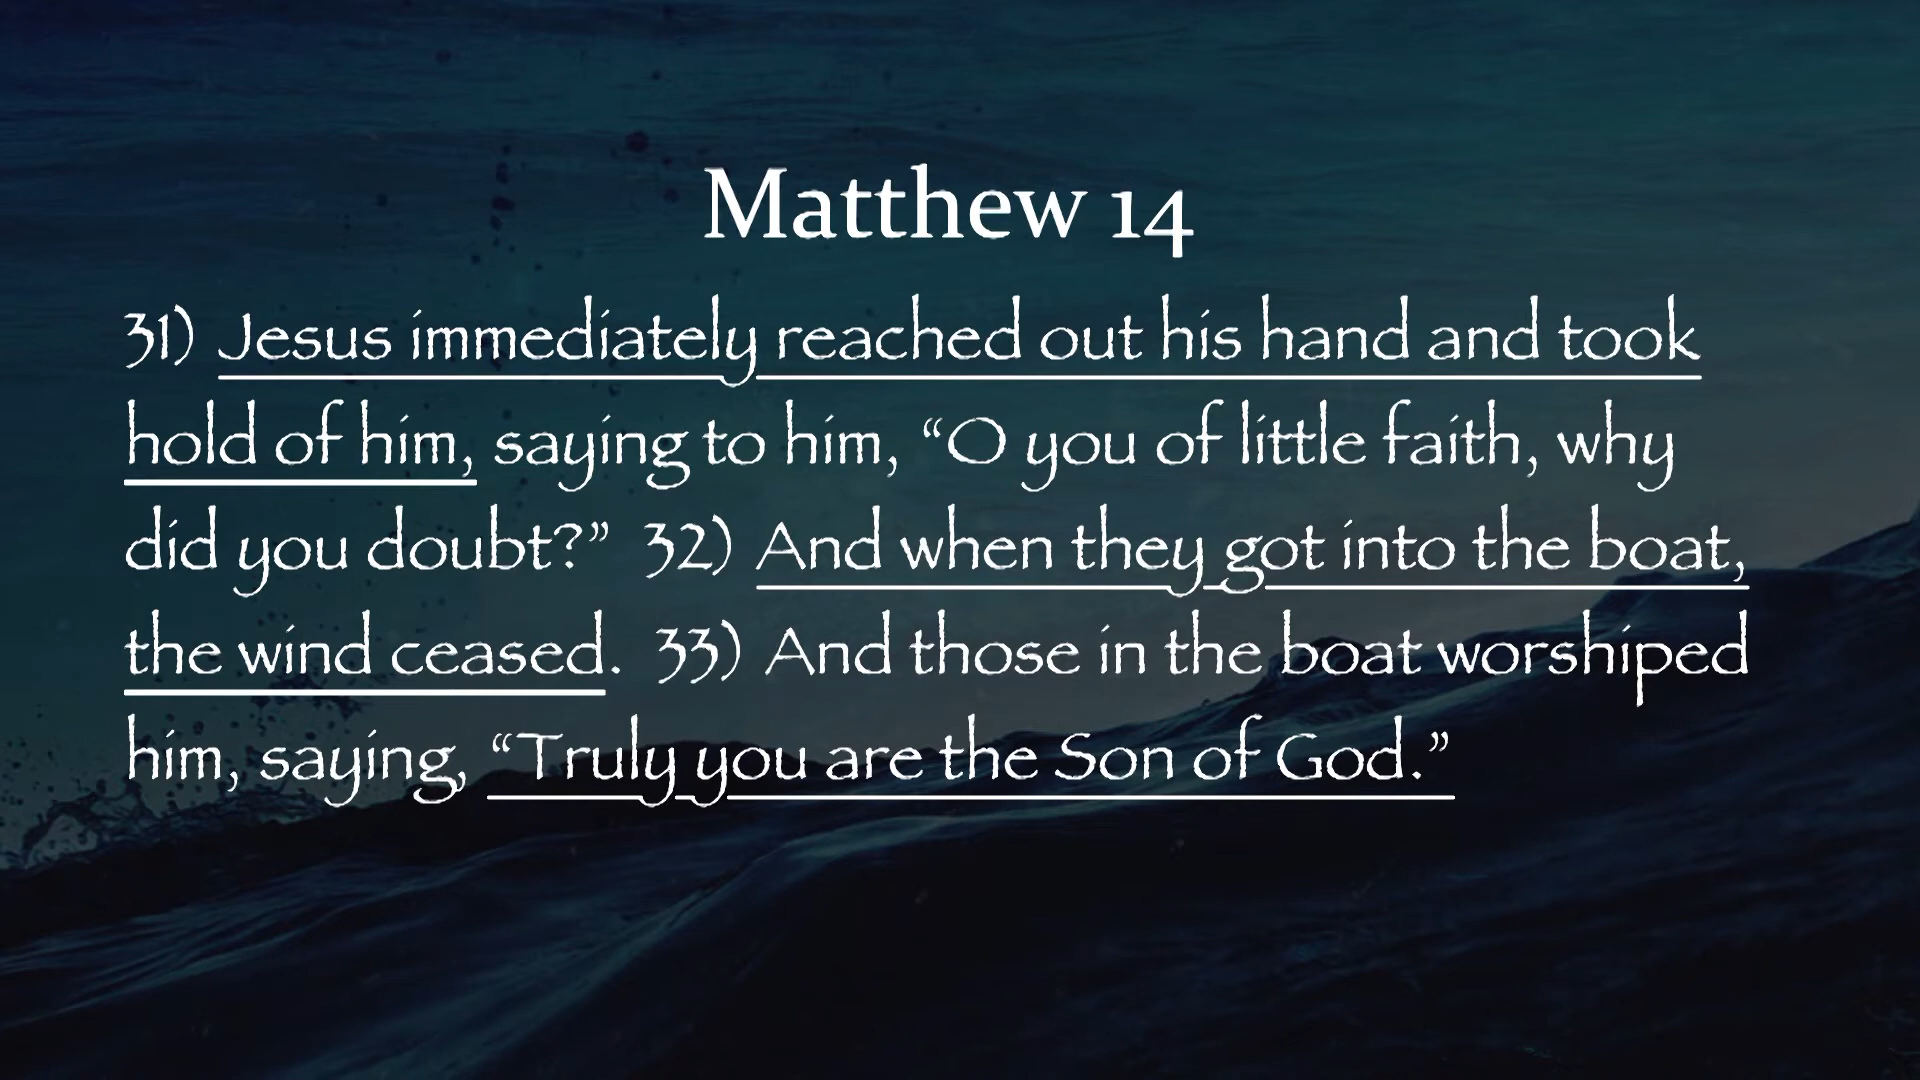 Matthew 14
31) Jesus immediately reached out his hand and took
hold of him, saying to him, “O you of little faith, why
did you doubt?”  32) And when they got into the boat,
the wind ceased.  33) And those in the boat worshiped
him, saying, “Truly you are the Son of God.”